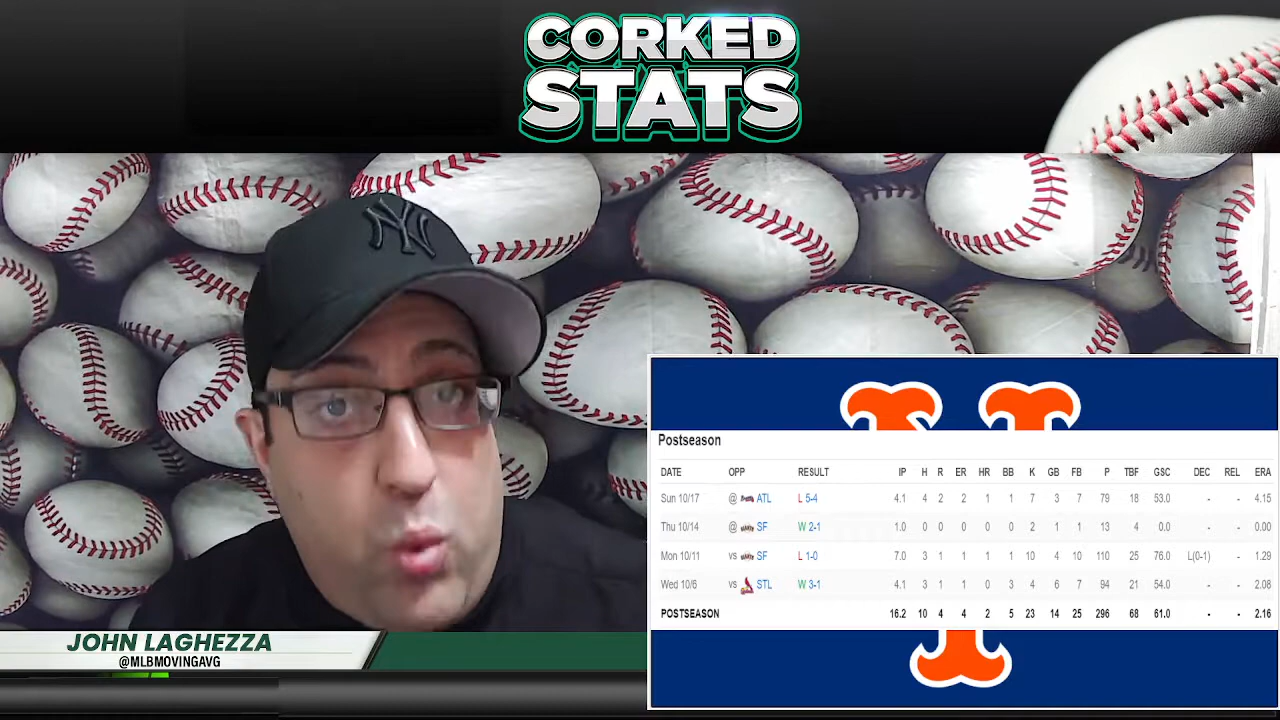 CORKED
STATS
NY
Postseason
DATE OPP RESULT IP H R ER HR BB K GB FB P TBF GSC DEC REL ERA
Sun 10/17 @ ATL L 5-4 4.1 4 2 2 1 1 7 3 7 79 18 53.0 - - 4.15
Thu 10/14 @ SF W 2-1 1.0 0 0 0 0 0 2 1 1 13 4 0.0 - - 0.00
Mon 10/11 vs SF L 1-0 7.0 3 1 1 1 1 10 4 10 110 25 76.0 L(0-1) - 1.29
Wed 10/6 vs STL W 3-1 4.1 3 1 1 0 3 4 6 7 94 21 54.0 - - 2.08
POSTSEASON 16.2 10 4 4 2 5 23 14 25 296 68 61.0 - - 2.16
JOHN LAGHEZZA
@MLBMOVINGAVG